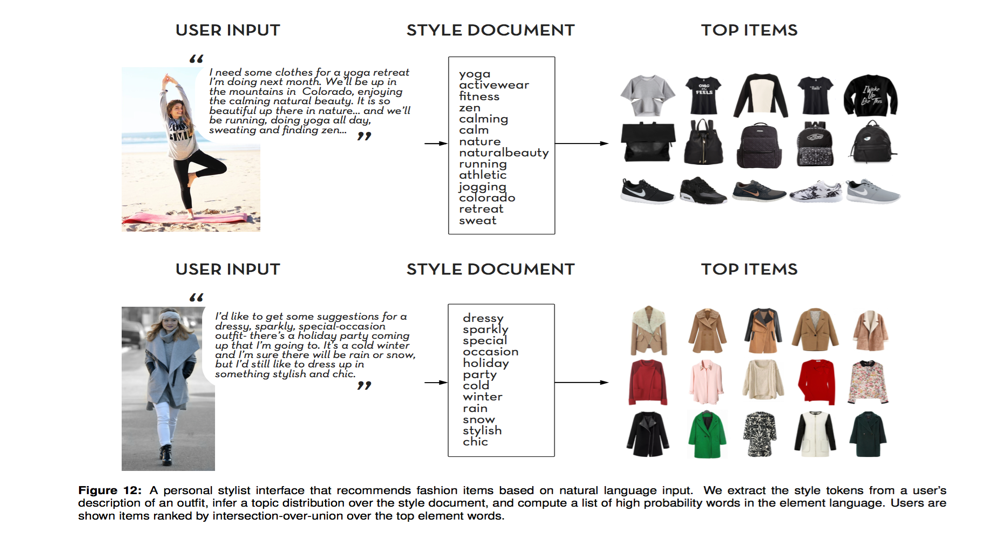 USER INPUT
STYLE DOCUMENT
TOP ITEMS
“
I need some clothes for a yoga retreat
I'm doing next month. We'll be up in
the mountains in Colorado, enjoying
the calming natural beauty. It is so
beautiful up there in nature... and we'll
be running, doing yoga all day,
sweating and finding zen...
”
yoga
activewear
fitness
zen
calming
calm
nature
naturalbeauty
running
athletic
jogging
colorado
retreat
sweat
USER INPUT
STYLE DOCUMENT
TOP ITEMS
“
I'd like to get some suggestions for a
dressy, sparkly, special-occasion
outfit- there's a holiday party coming
up that I'm going to. It's a cold winter
and I'm sure there will be rain or snow,
but I'd still like to dress up in
something stylish and chic.
”
dressy
sparkly
special
occasion
holiday
party
cold
winter
rain
snow
stylish
chic
Figure 12: A personal stylist interface that recommends fashion items based on natural language input. We extract the style tokens from a user's
description of an outfit, infer a topic distribution over the style document, and compute a list of high probability words in the element language. Users are
shown items ranked by intersection-over-union over the top element words.